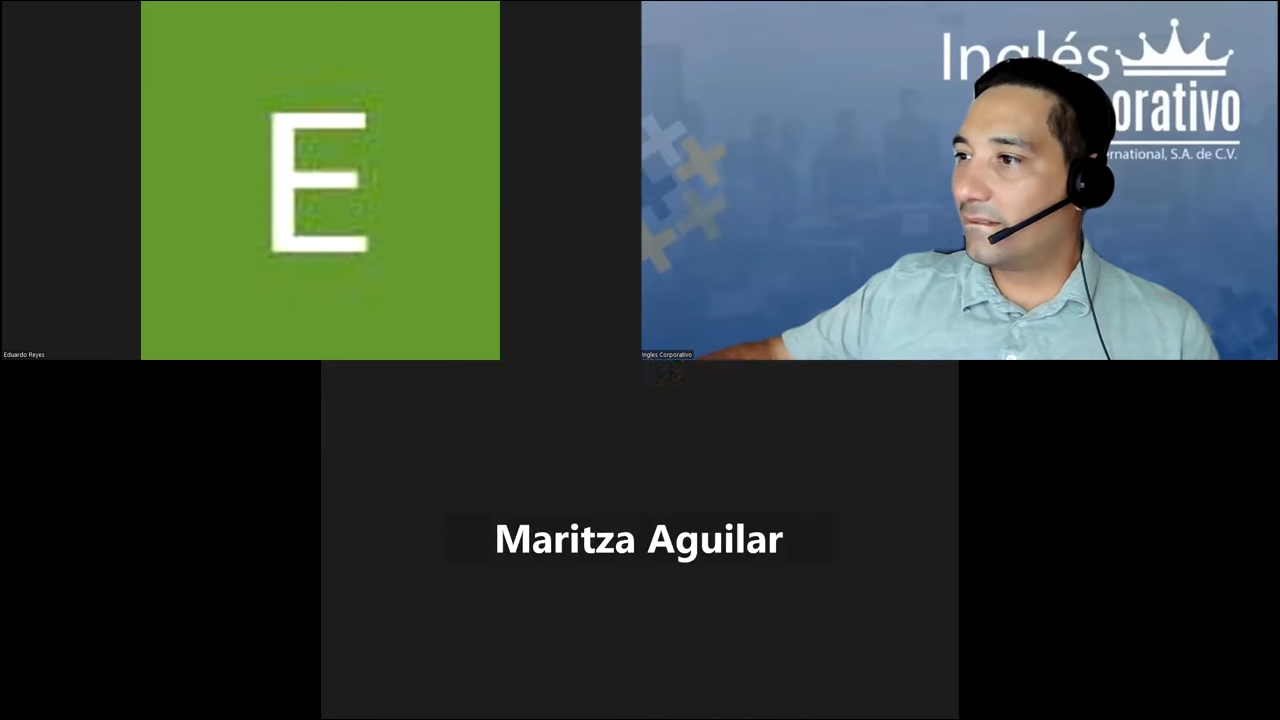 E
Eduardo Reyes
Inglés
orativo
ernational, S.A. de C.V.
Ingles Corporativo
Maritza Aguilar